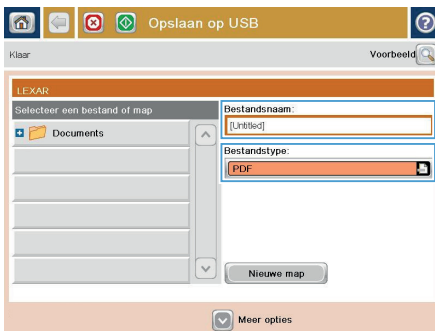 Opslaan op USB
Klaar
Voorbeeld
LEXAR
Selecteer een bestand of map
Documents
Bestandsnaam:
[Untitled]
Bestandstype:
PDF
Nieuwe map
Meer opties